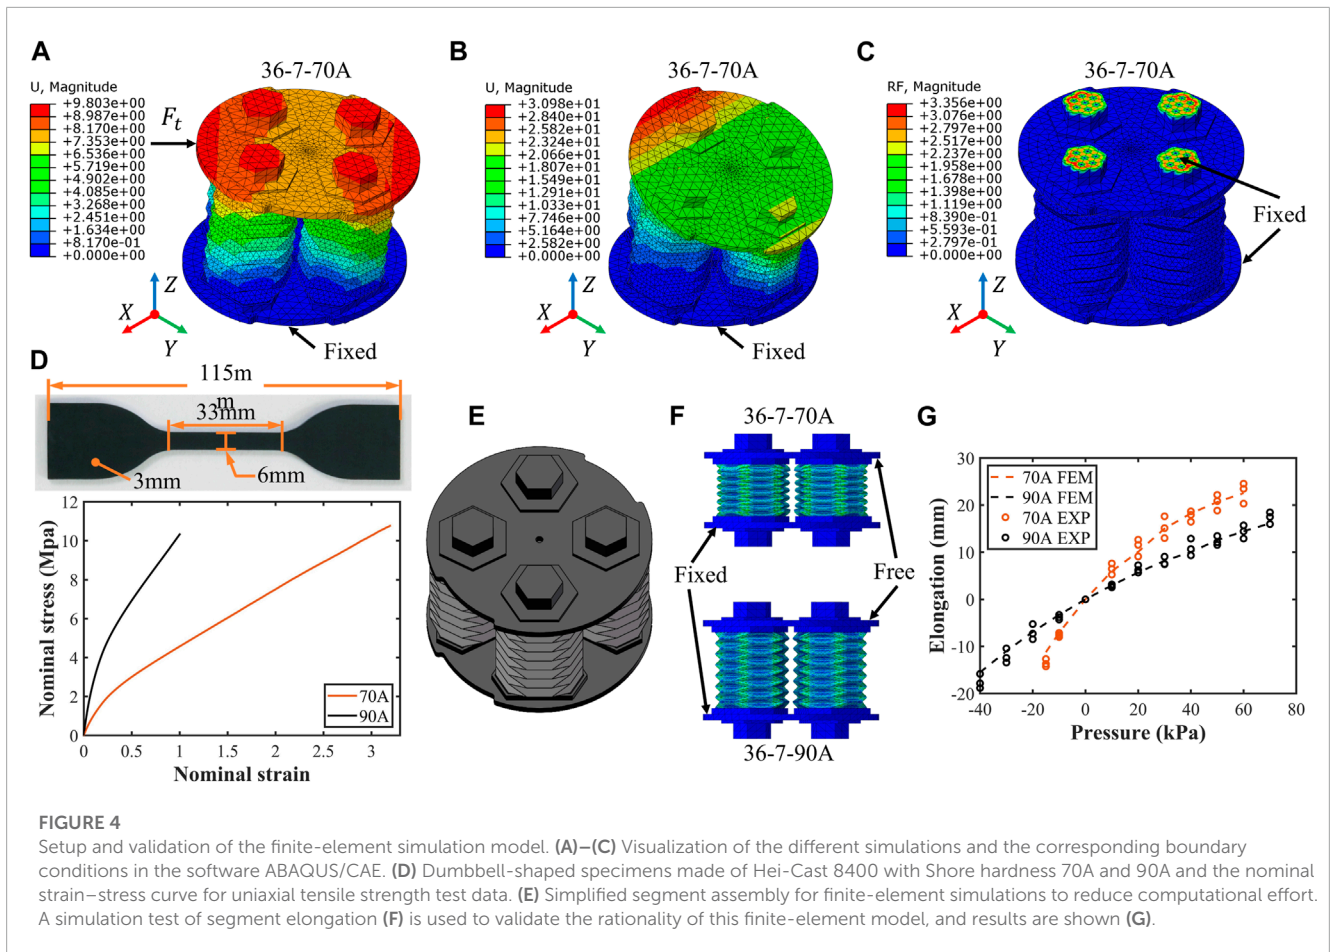 A
36-7-70A
U, Magnitude
+9.803e+00
+8.987e+00
+8.170e+00
+7.353e+00
+6.536e+00
+5.719e+00
+4.902e+00
+4.085e+00
+3.268e+00
+2.451e+00
+1.634e+00
+8.170e-01
+0.000e+00
F_t
Z
X
Y
Fixed
B
36-7-70A
U, Magnitude
+3.098e+01
+2.840e+01
+2.582e+01
+2.324e+01
+2.066e+01
+1.807e+01
+1.549e+01
+1.291e+01
+1.033e+01
+7.746e+00
+5.164e+00
+2.582e+00
+0.000e+00
Z
X
Y
Fixed
C
36-7-70A
RF, Magnitude
+3.356e+00
+3.076e+00
+2.797e+00
+2.517e+00
+2.237e+00
+1.958e+00
+1.678e+00
+1.398e+00
+1.119e+00
+8.390e-01
+5.593e-01
+2.797e-01
+0.000e+00
Fixed
Z
X
Y
D
115m
m
33mm
3mm
6mm
Nominal stress (Mpa)
12
10
8
6
4
2
0
70A
90A
0 0.5 1 1.5 2 2.5 3
Nominal strain
E
F
36-7-70A
Fixed
Free
36-7-90A
G
Elongation (mm)
30
20
10
0
-10
-20
70A FEM
90A FEM
70A EXP
90A EXP
-40 -20 0 20 40 60 80
Pressure (kPa)
FIGURE 4
Setup and validation of the finite-element simulation model. (A)–(C) Visualization of the different simulations and the corresponding boundary
conditions in the software ABAQUS/CAE. (D) Dumbbell-shaped specimens made of Hei-Cast 8400 with Shore hardness 70A and 90A and the nominal
strain–stress curve for uniaxial tensile strength test data. (E) Simplified segment assembly for finite-element simulations to reduce computational effort.
A simulation test of segment elongation (F) is used to validate the rationality of this finite-element model, and results are shown (G).